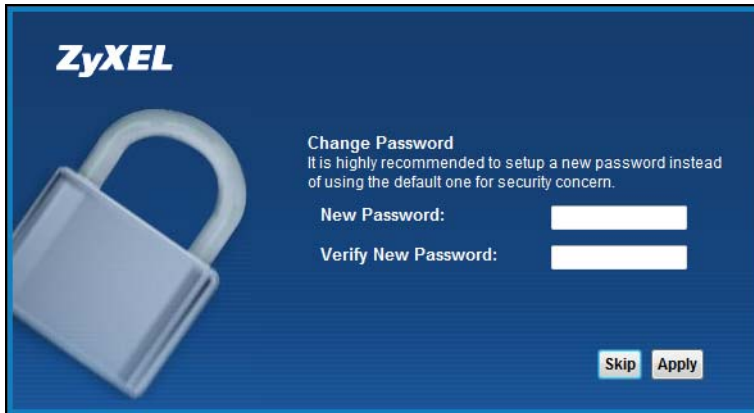 ZyXEL
Change Password
It is highly recommended to setup a new password instead
of using the default one for security concern.
New Password:
Verify New Password:
Skip Apply